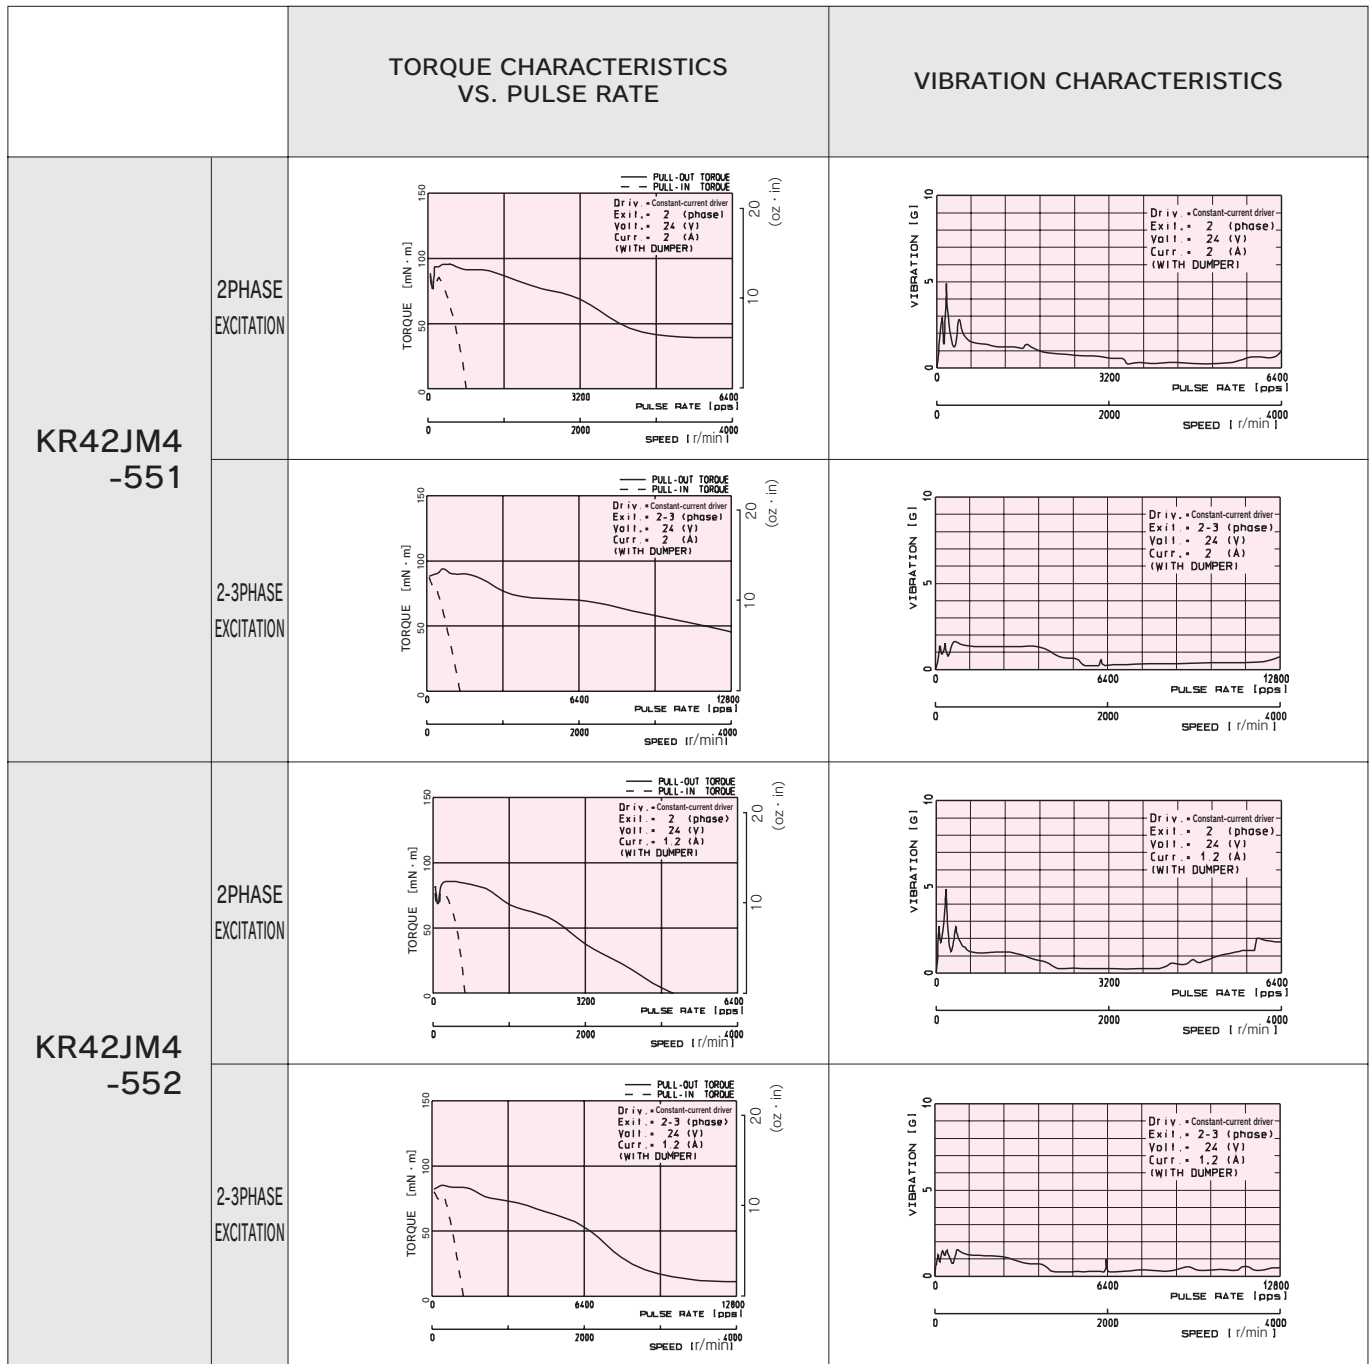 TORQUE CHARACTERISTICS
VS. PULSE RATE
VIBRATION CHARACTERISTICS
KR42JM4
-551
2PHASE
EXCITATION
PULL-OUT TORQUE
PULL-IN TORQUE
Driv.=Constant-current driver
Exit.= 2 (phase)
Volt.= 24 (V)
Curr.= 2 (A)
(WITH DUMPER)
TORQUE [mN・m]
0 50 100 150
10 20
(oz・in)
0 3200 6400
PULSE RATE [pps]
0 2000 4000
SPEED [r/min]
Driv.=Constant-current driver
Exit.= 2 (phase)
Volt.= 24 (V)
Curr.= 2 (A)
(WITH DUMPER)
VIBRATION [G]
0 5 10
0 3200 6400
PULSE RATE [pps]
0 2000 4000
SPEED [r/min]
2-3PHASE
EXCITATION
PULL-OUT TORQUE
PULL-IN TORQUE
Driv.=Constant-current driver
Exit.= 2-3 (phase)
Volt.= 24 (V)
Curr.= 2 (A)
(WITH DUMPER)
TORQUE [mN・m]
0 50 100 150
10 20
(oz・in)
0 6400 12800
PULSE RATE [pps]
0 2000 4000
SPEED [r/min]
Driv.=Constant-current driver
Exit.= 2-3 (phase)
Volt.= 24 (V)
Curr.= 2 (A)
(WITH DUMPER)
VIBRATION [G]
0 5 10
0 6400 12800
PULSE RATE [pps]
0 2000 4000
SPEED [r/min]
KR42JM4
-552
2PHASE
EXCITATION
PULL-OUT TORQUE
PULL-IN TORQUE
Driv.=Constant-current driver
Exit.= 2 (phase)
Volt.= 24 (V)
Curr.= 1.2 (A)
(WITH DUMPER)
TORQUE [mN・m]
0 50 100 150
10 20
(oz・in)
0 3200 6400
PULSE RATE [pps]
0 2000 4000
SPEED [r/min]
Driv.=Constant-current driver
Exit.= 2 (phase)
Volt.= 24 (V)
Curr.= 1.2 (A)
(WITH DUMPER)
VIBRATION [G]
0 5 10
0 3200 6400
PULSE RATE [pps]
0 2000 4000
SPEED [r/min]
2-3PHASE
EXCITATION
PULL-OUT TORQUE
PULL-IN TORQUE
Driv.=Constant-current driver
Exit.= 2-3 (phase)
Volt.= 24 (V)
Curr.= 1.2 (A)
(WITH DUMPER)
TORQUE [mN・m]
0 50 100 150
10 20
(oz・in)
0 6400 12800
PULSE RATE [pps]
0 2000 4000
SPEED [r/min]
Driv.=Constant-current driver
Exit.= 2-3 (phase)
Volt.= 24 (V)
Curr.= 1.2 (A)
(WITH DUMPER)
VIBRATION [G]
0 5 10
0 6400 12800
PULSE RATE [pps]
0 2000 4000
SPEED [r/min]